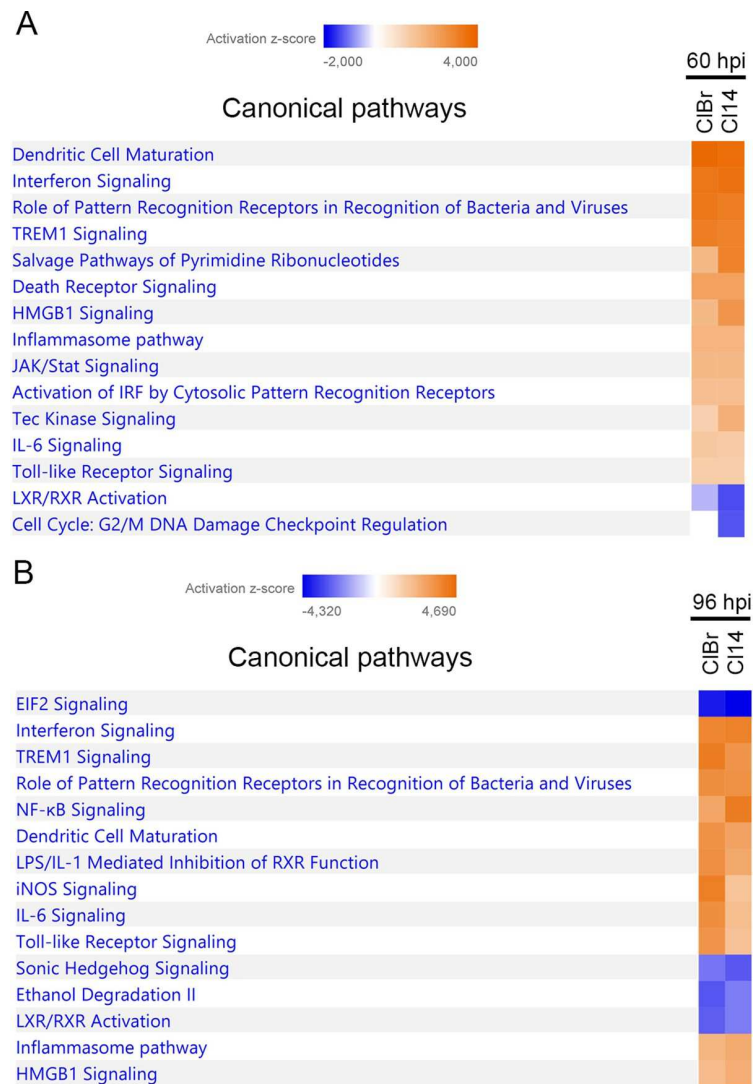 A
Activation z-score
-2,000 4,000
60 hpi
Canonical pathways
ClBr Cl14
Dendritic Cell Maturation
Interferon Signaling
Role of Pattern Recognition Receptors in Recognition of Bacteria and Viruses
TREM1 Signaling
Salvage Pathways of Pyrimidine Ribonucleotides
Death Receptor Signaling
HMGB1 Signaling
Inflammasome pathway
JAK/Stat Signaling
Activation of IRF by Cytosolic Pattern Recognition Receptors
Tec Kinase Signaling
IL-6 Signaling
Toll-like Receptor Signaling
LXR/RXR Activation
Cell Cycle: G2/M DNA Damage Checkpoint Regulation
B
Activation z-score
-4,320 4,690
96 hpi
Canonical pathways
ClBr Cl14
EIF2 Signaling
Interferon Signaling
TREM1 Signaling
Role of Pattern Recognition Receptors in Recognition of Bacteria and Viruses
NF-κB Signaling
Dendritic Cell Maturation
LPS/IL-1 Mediated Inhibition of RXR Function
iNOS Signaling
IL-6 Signaling
Toll-like Receptor Signaling
Sonic Hedgehog Signaling
Ethanol Degradation II
LXR/RXR Activation
Inflammasome pathway
HMGB1 Signaling